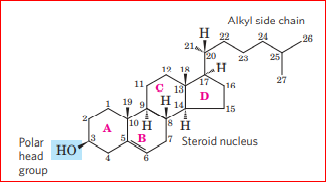 Alkyl side chain
H
21 22 24 26
20 23 25
H
12 18 17 27
11 C 13 16
19 H D
1 9 14 15
2 H H
A 10 B 8 Steroid nucleus
Polar HO 3 5 7
head 4 6
group